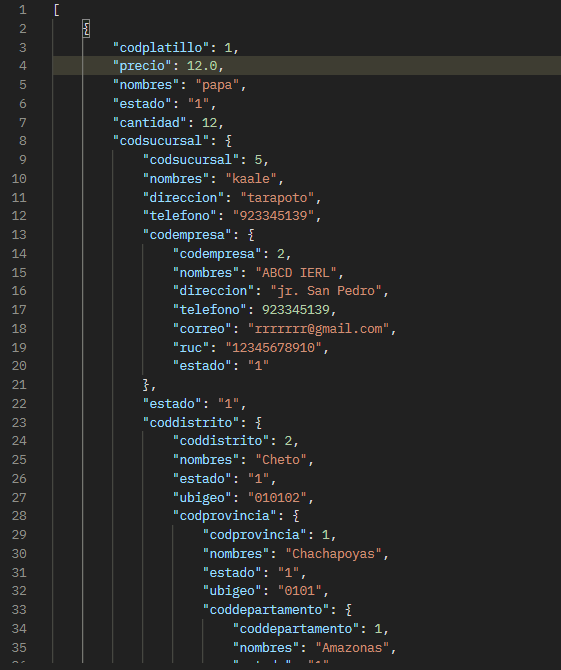 1 [
2 {
3 "codplatillo": 1,
4 "precio": 12.0,
5 "nombres": "papa",
6 "estado": "1",
7 "cantidad": 12,
8 "codsucursal": {
9 "codsucursal": 5,
10 "nombres": "kaale",
11 "direccion": "tarapoto",
12 "telefono": "923345139",
13 "codempresa": {
14 "codempresa": 2,
15 "nombres": "ABCD IERL",
16 "direccion": "jr. San Pedro",
17 "telefono": 923345139,
18 "correo": "rrrrrrr@gmail.com",
19 "ruc": "12345678910",
20 "estado": "1"
21 },
22 "estado": "1",
23 "coddistrito": {
24 "coddistrito": 2,
25 "nombres": "Cheto",
26 "estado": "1",
27 "ubigeo": "010102",
28 "codprovincia": {
29 "codprovincia": 1,
30 "nombres": "Chachapoyas",
31 "estado": "1",
32 "ubigeo": "0101",
33 "coddepartamento": {
34 "coddepartamento": 1,
35 "nombres": "Amazonas",